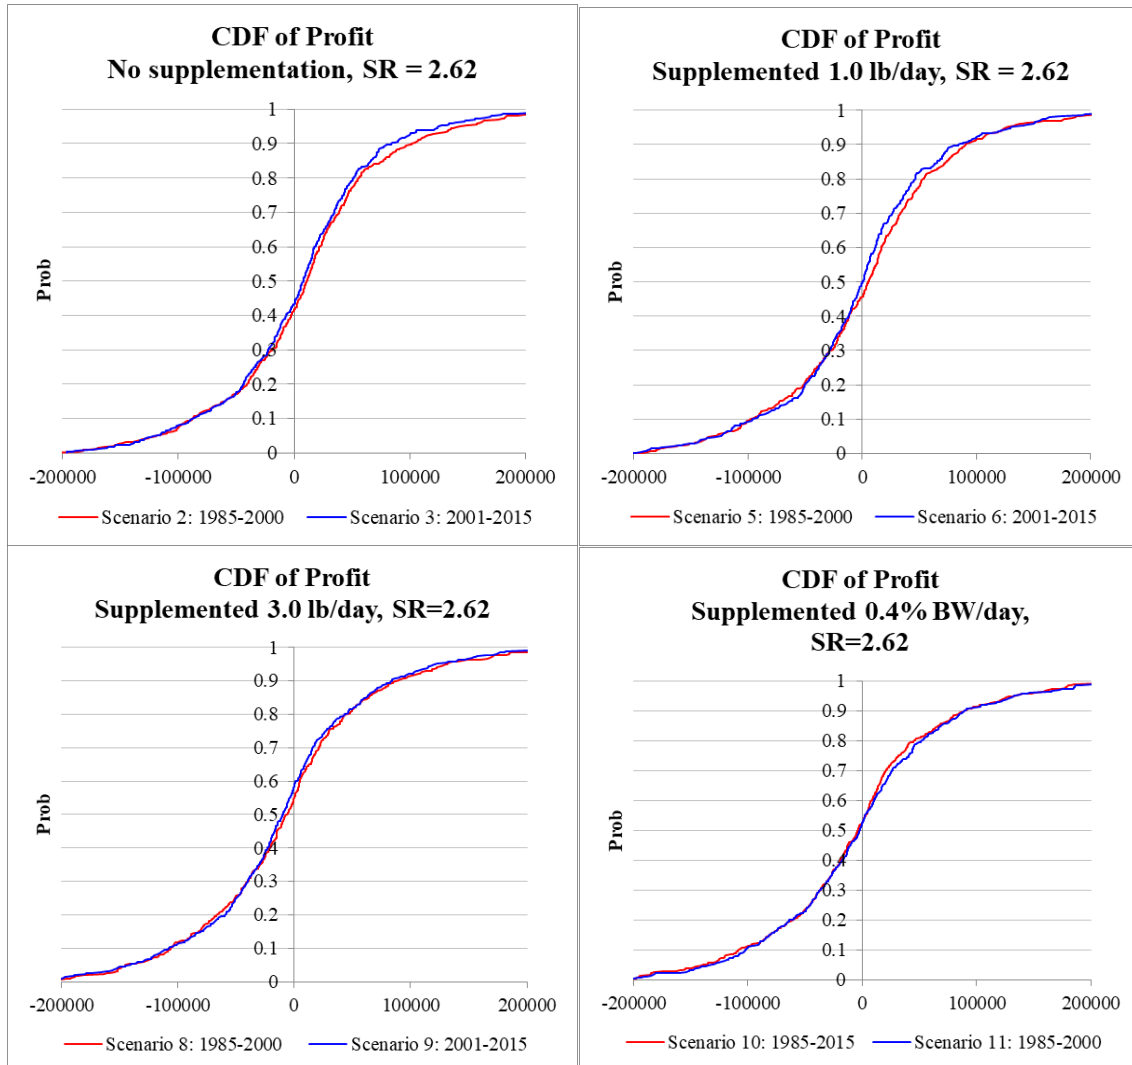 CDF of Profit
No supplementation, SR = 2.62
1
0.9
0.8
0.7
0.6
0.5
0.4
0.3
0.2
0.1
0
Prob
-200000 -100000 0 100000 200000
Scenario 2: 1985-2000 Scenario 3: 2001-2015
CDF of Profit
Supplemented 1.0 lb/day, SR = 2.62
1
0.9
0.8
0.7
0.6
0.5
0.4
0.3
0.2
0.1
0
Prob
-200000 -100000 0 100000 200000
Scenario 5: 1985-2000 Scenario 6: 2001-2015
CDF of Profit
Supplemented 3.0 lb/day, SR=2.62
1
0.9
0.8
0.7
0.6
0.5
0.4
0.3
0.2
0.1
0
Prob
-200000 -100000 0 100000 200000
Scenario 8: 1985-2000 Scenario 9: 2001-2015
CDF of Profit
Supplemented 0.4% BW/day,
SR=2.62
1
0.9
0.8
0.7
0.6
0.5
0.4
0.3
0.2
0.1
0
Prob
-200000 -100000 0 100000 200000
Scenario 10: 1985-2015 Scenario 11: 1985-2000